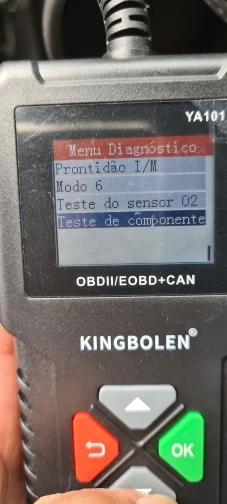 YA101
Menu Diagnóstico
Prontidão I/M
Modo 6
Teste do sensor O2
Teste de componente
OBDII/EOBD+CAN
KINGBOLEN®
OK